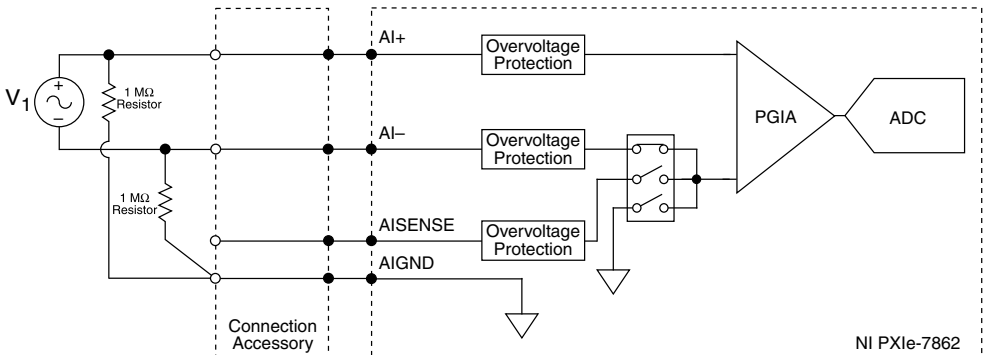 AI+
Overvoltage
Protection
+
V1
–
1 MΩ
Resistor
PGIA
ADC
AI–
Overvoltage
Protection
1 MΩ
Resistor
AISENSE
Overvoltage
Protection
AIGND
Connection
Accessory
NI PXIe-7862